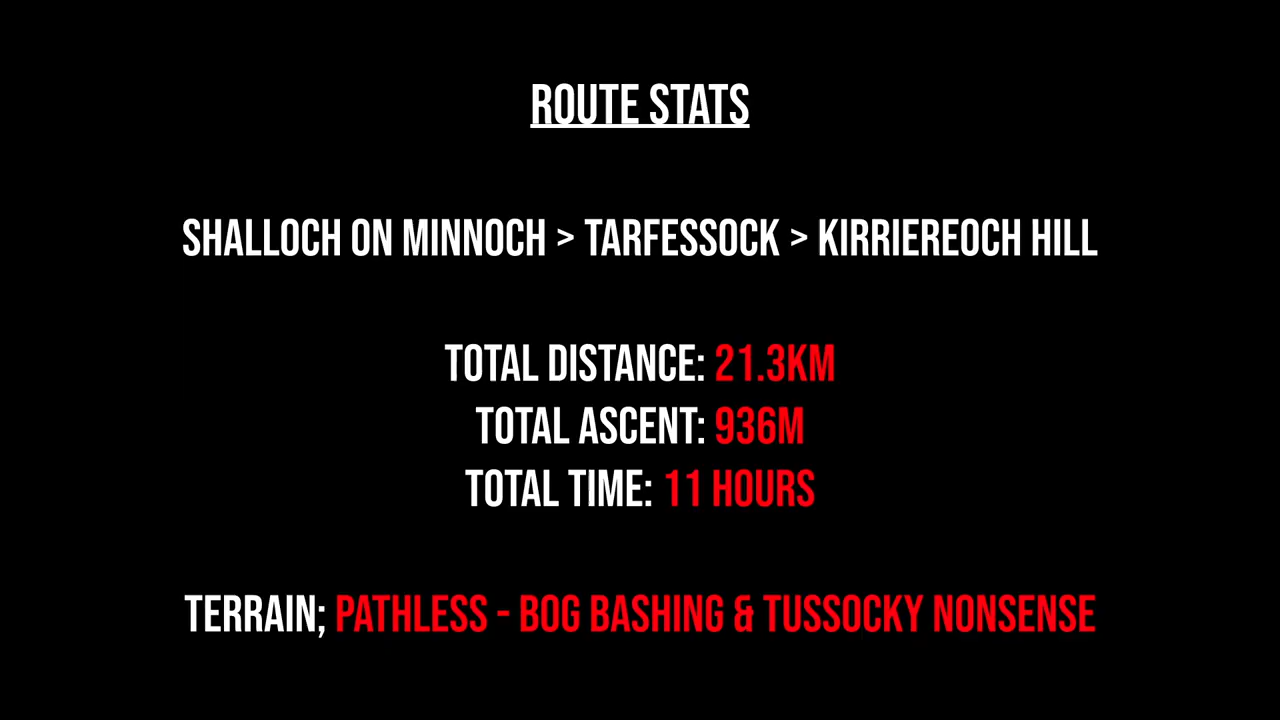 ROUTE STATS
SHALLOCH ON MINNOCH > TARFESSOCK > KIRRIEREOCH HILL
TOTAL DISTANCE: 21.3KM
TOTAL ASCENT: 936M
TOTAL TIME: 11 HOURS
TERRAIN; PATHLESS - BOG BASHING & TUSSOCKY NONSENSE